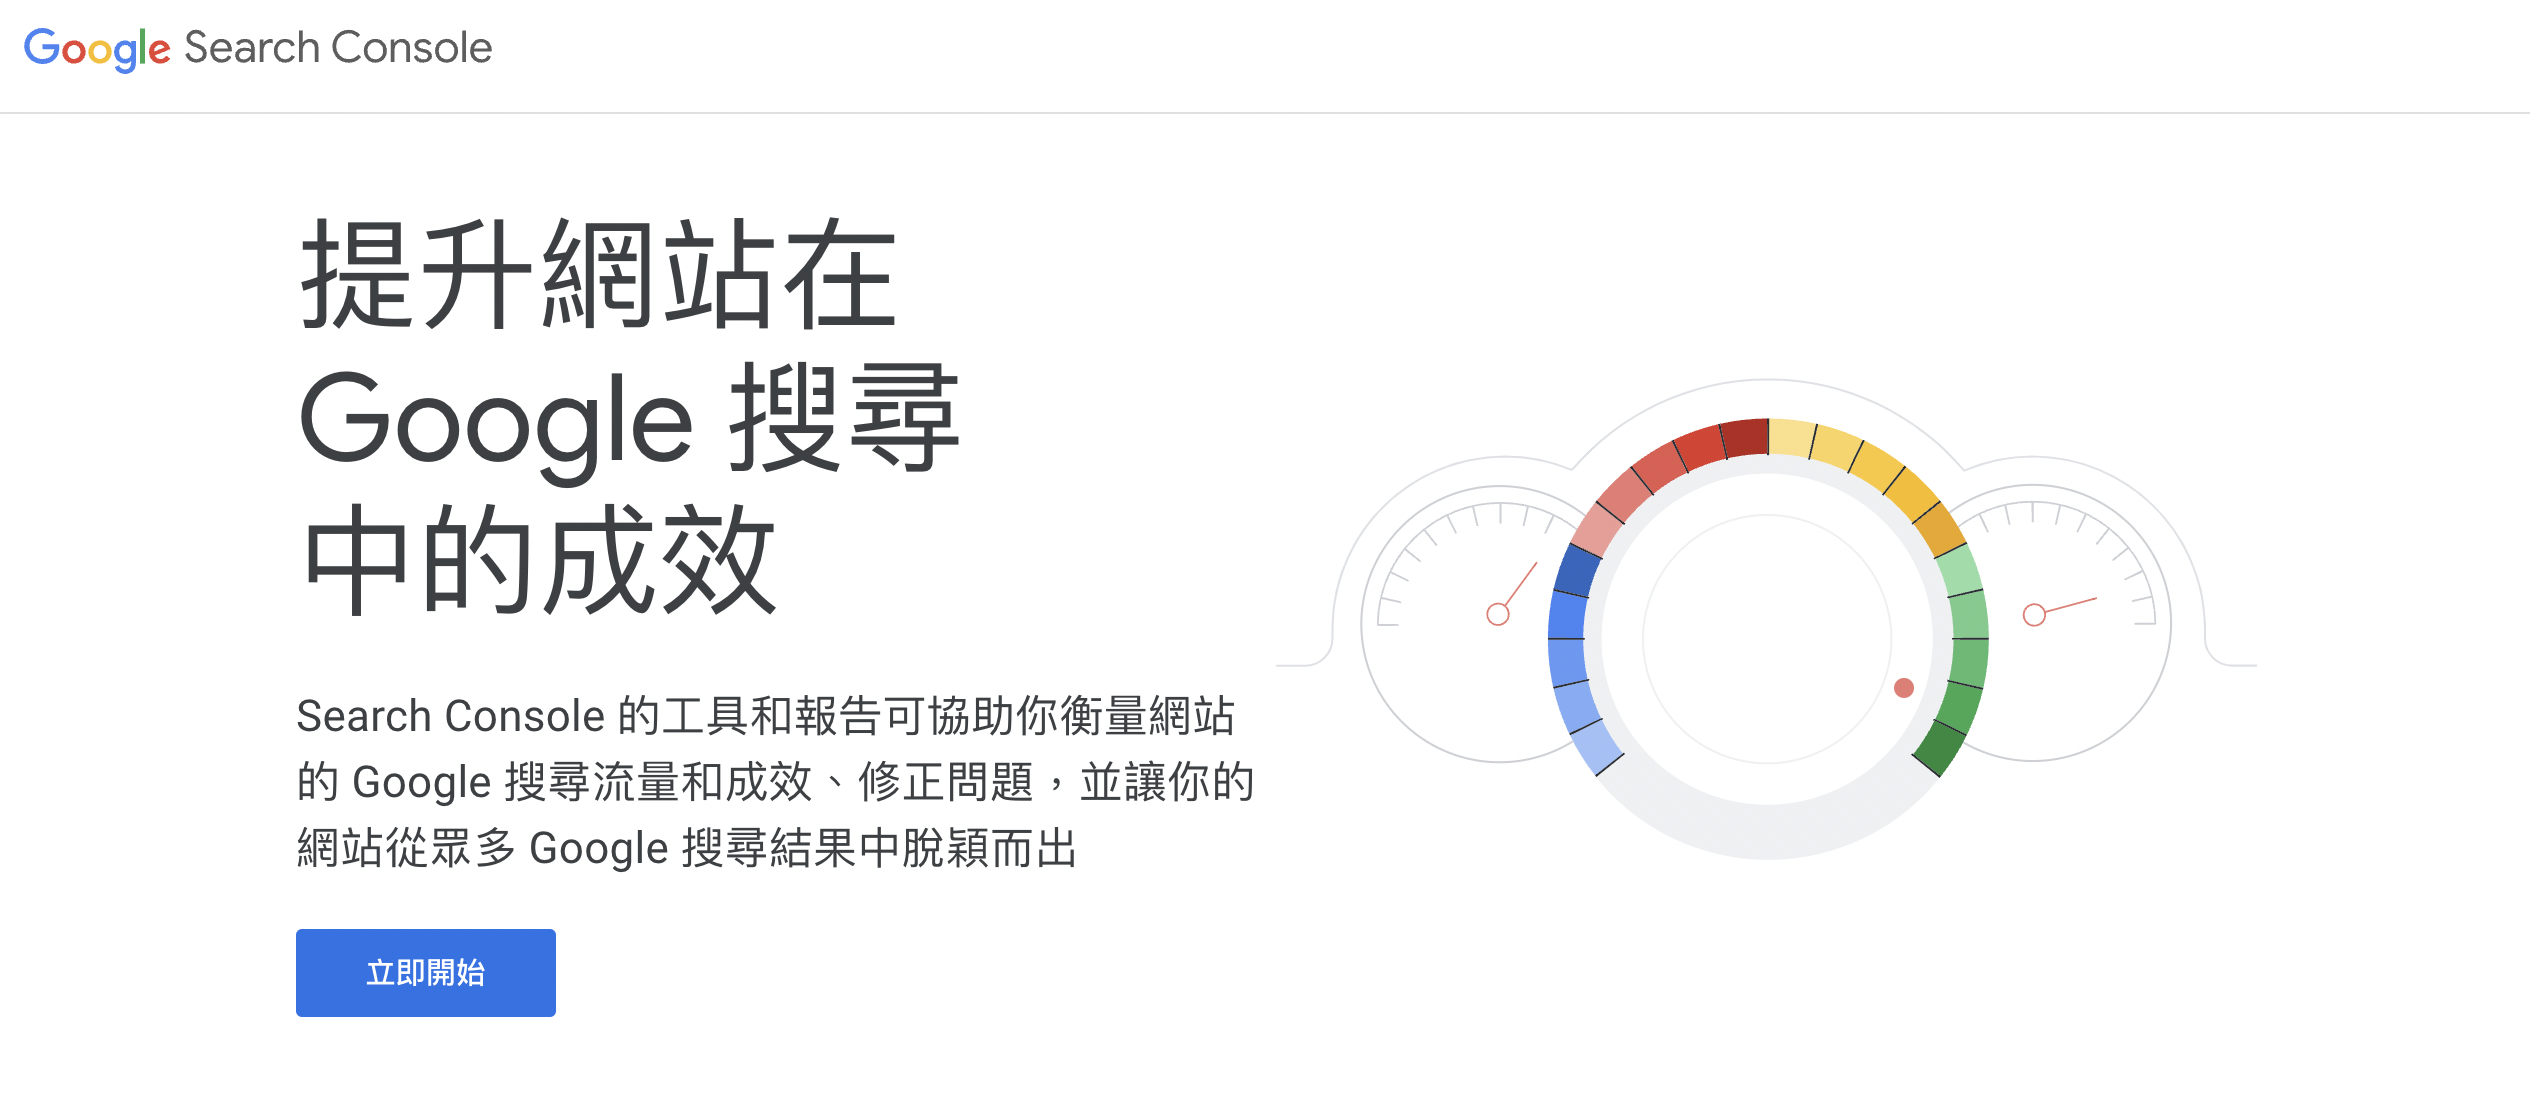 Google Search Console
提升網站在
Google 搜尋
中的成效
Search Console 的工具和報告可協助你衡量網站
的 Google 搜尋流量和成效、修正問題，並讓你的
網站從眾多 Google 搜尋結果中脫穎而出
立即開始